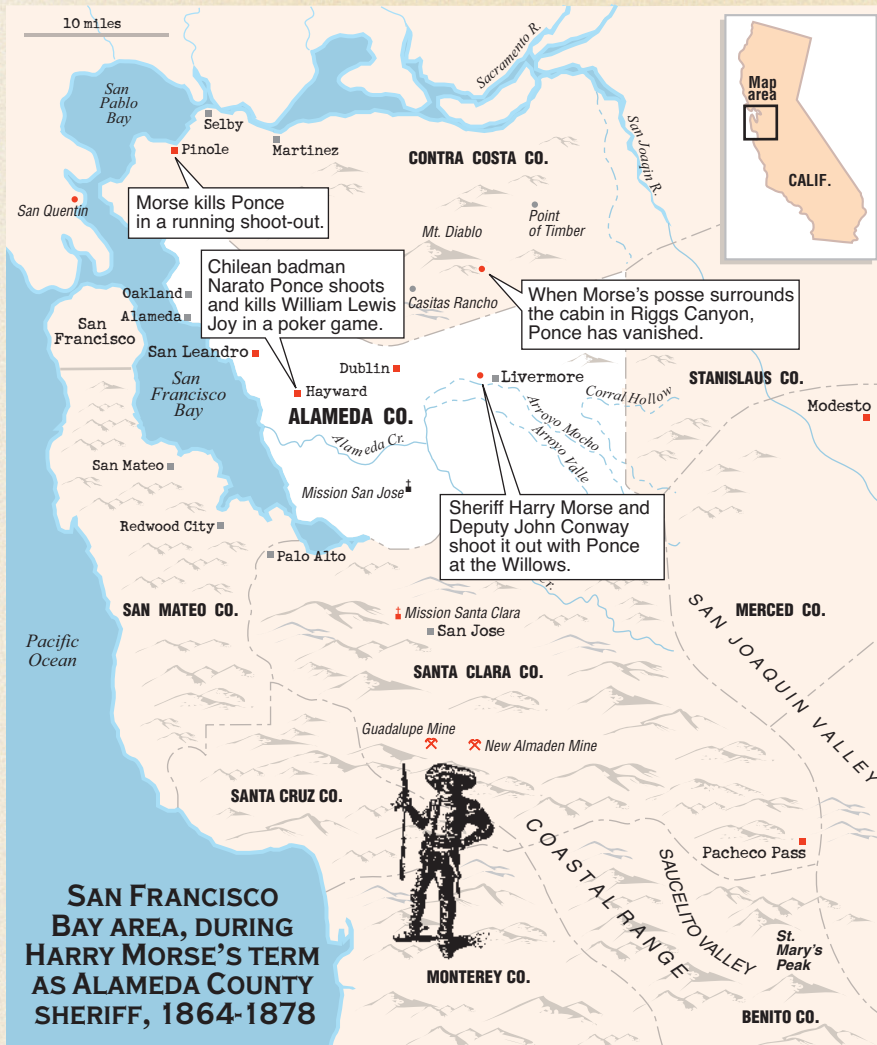 10 miles
Sacramento R.
San
Pablo
Bay
Selby
Pinole
Martinez
CONTRA COSTA CO.
San Joaqin R.
Map
area
CALIF.
San Quentin
Morse kills Ponce
in a running shoot-out.
Point
of Timber
Mt. Diablo
Chilean badman
Narato Ponce shoots
and kills William Lewis
Joy in a poker game.
Casitas Rancho
When Morse's posse surrounds
the cabin in Riggs Canyon,
Ponce has vanished.
Oakland
Alameda
San
Francisco
San Leandro
San
Francisco
Bay
Dublin
Hayward
Livermore
STANISLAUS CO.
Corral Hollow
Modesto
ALAMEDA CO.
Arroyo Mocho
Arroyo Valle
Alameda Cr.
San Mateo
Mission San Jose
Sheriff Harry Morse and
Deputy John Conway
shoot it out with Ponce
at the Willows.
Redwood City
Palo Alto
r.
SAN MATEO CO.
Mission Santa Clara
San Jose
MERCED CO.
Pacific
Ocean
SANTA CLARA CO.
SAN JOAQUIN VALLEY
Guadalupe Mine
New Almaden Mine
SANTA CRUZ CO.
COASTAL RANGE
SAUCELITO VALLEY
Pacheco Pass
St.
Mary's
Peak
MONTEREY CO.
BENITO CO.
SAN FRANCISCO
BAY AREA, DURING
HARRY MORSE'S TERM
AS ALAMEDA COUNTY
SHERIFF, 1864-1878